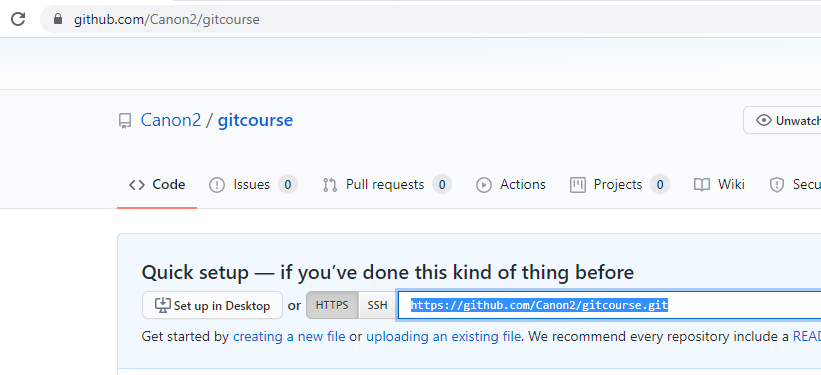 github.com/Canon2/gitcourse
Canon2 / gitcourse
Unwatch
Code Issues 0 Pull requests 0 Actions Projects 0 Wiki Secu
Quick setup — if you’ve done this kind of thing before
Set up in Desktop or HTTPS SSH https://github.com/Canon2/gitcourse.git
Get started by creating a new file or uploading an existing file. We recommend every repository include a READ